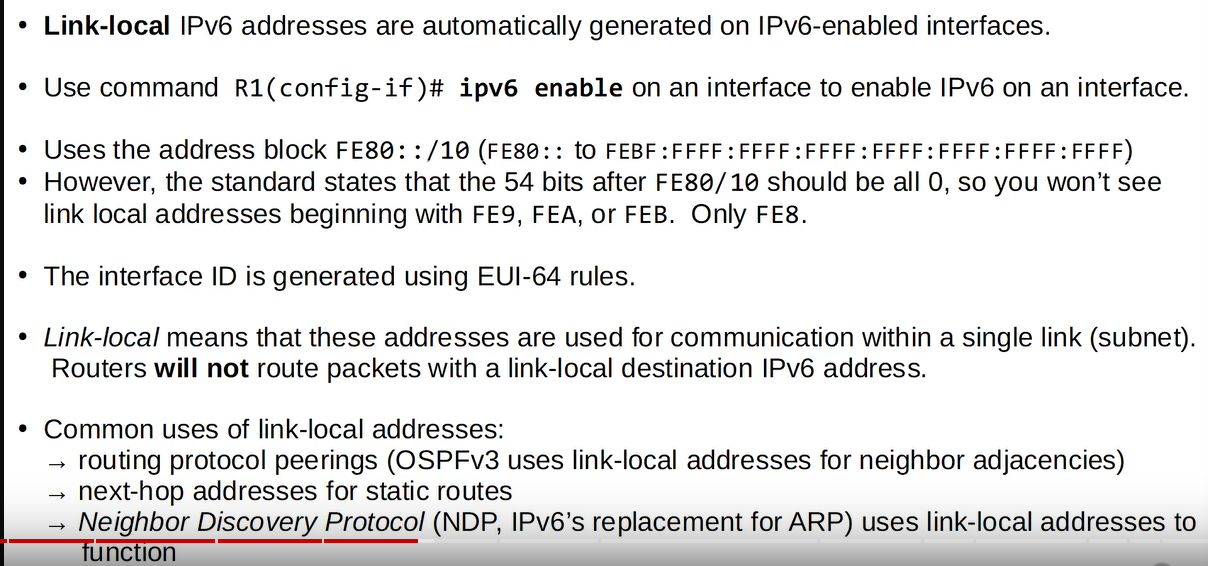 • Link-local IPv6 addresses are automatically generated on IPv6-enabled interfaces.
• Use command R1(config-if)# ipv6 enable on an interface to enable IPv6 on an interface.
• Uses the address block FE80::/10 (FE80:: to FEBF:FFFF:FFFF:FFFF:FFFF:FFFF:FFFF:FFFF)
• However, the standard states that the 54 bits after FE80/10 should be all 0, so you won’t see
link local addresses beginning with FE9, FEA, or FEB. Only FE8.
• The interface ID is generated using EUI-64 rules.
• Link-local means that these addresses are used for communication within a single link (subnet).
Routers will not route packets with a link-local destination IPv6 address.
• Common uses of link-local addresses:
→ routing protocol peerings (OSPFv3 uses link-local addresses for neighbor adjacencies)
→ next-hop addresses for static routes
→ Neighbor Discovery Protocol (NDP, IPv6’s replacement for ARP) uses link-local addresses to
function